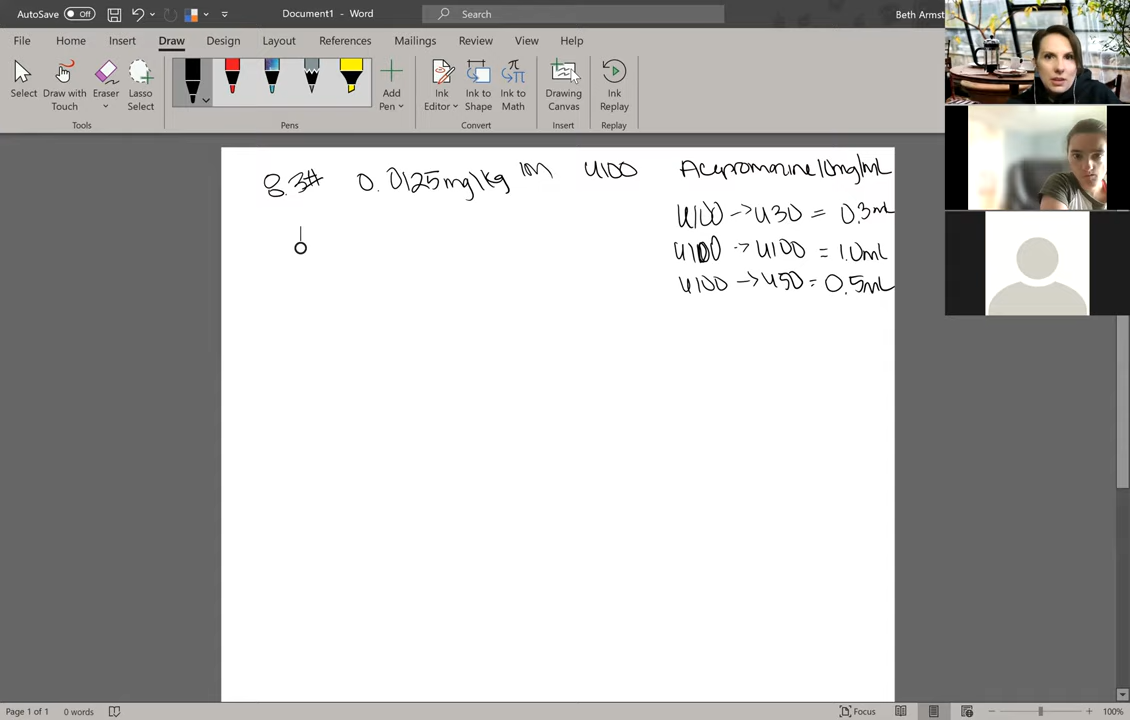 AutoSave Off Document1 - Word Search Beth Armst
File Home Insert Draw Design Layout References Mailings Review View Help
Select Draw with Touch Eraser Lasso Select Add Pen Ink Editor Ink to Shape Ink to Math Drawing Canvas Ink Replay
Tools Pens Convert Insert Replay
8.3# 0.0125mg/kg IM U100 Acepromazine 10mg/mL
U100 -> U30 = 0.3mL
U100 -> U100 = 1.0mL
U100 -> U50 = 0.5mL
Page 1 of 1 0 words Focus 100%